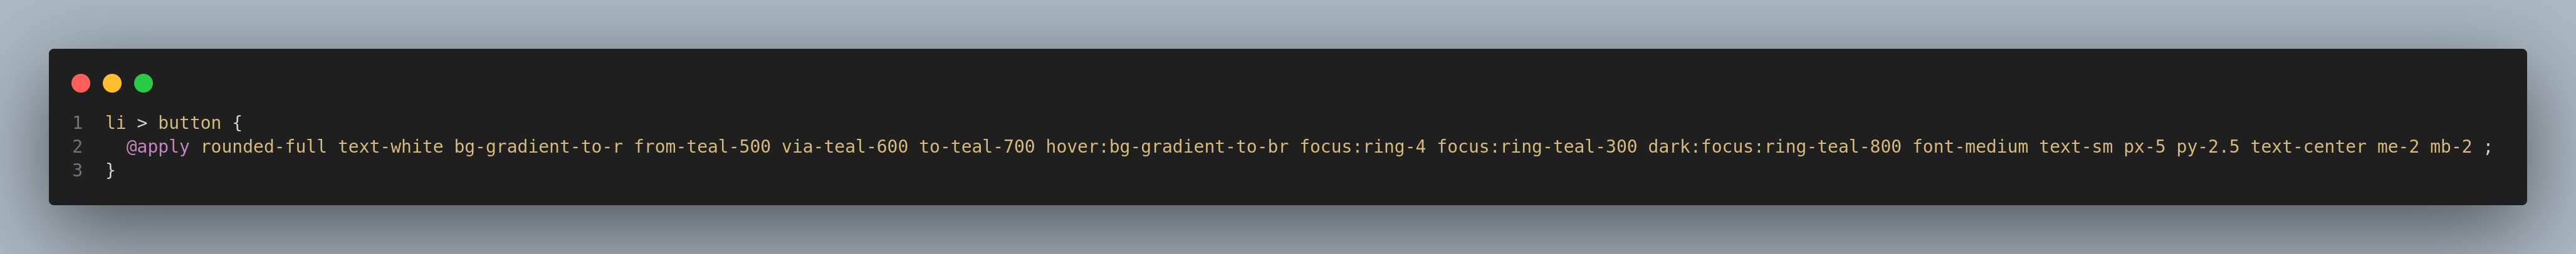 1 li > button {
2   @apply rounded-full text-white bg-gradient-to-r from-teal-500 via-teal-600 to-teal-700 hover:bg-gradient-to-br focus:ring-4 focus:ring-teal-300 dark:focus:ring-teal-800 font-medium text-sm px-5 py-2.5 text-center me-2 mb-2 ;
3 }